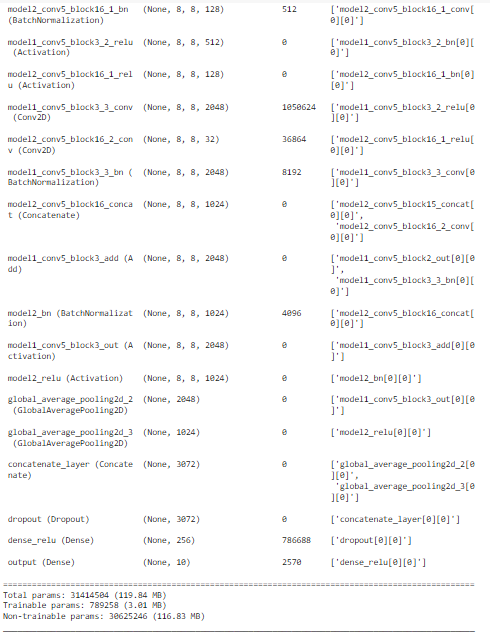 model2_conv5_block16_1_bn (None, 8, 8, 128) 512 ['model2_conv5_block16_1_conv[
(BatchNormalization) 0][0]']
model1_conv5_block3_2_relu (None, 8, 8, 512) 0 ['model1_conv5_block3_2_bn[0][
(Activation) 0]']
model2_conv5_block16_1_rel (None, 8, 8, 128) 0 ['model2_conv5_block16_1_bn[0]
u (Activation) [0]']
model1_conv5_block3_3_conv (None, 8, 8, 2048) 1050624 ['model1_conv5_block3_2_relu[0
(Conv2D) ][0]']
model2_conv5_block16_2_con (None, 8, 8, 32) 36864 ['model2_conv5_block16_1_relu[
v (Conv2D) 0][0]']
model1_conv5_block3_3_bn ( (None, 8, 8, 2048) 8192 ['model1_conv5_block3_3_conv[0
BatchNormalization) ][0]']
model2_conv5_block16_conca (None, 8, 8, 1024) 0 ['model2_conv5_block15_concat[
t (Concatenate) 0][0]',
'model2_conv5_block16_2_conv[
0][0]']
model1_conv5_block3_add (A (None, 8, 8, 2048) 0 ['model1_conv5_block2_out[0][0
dd) ]',
'model1_conv5_block3_3_bn[0][
0]']
model2_bn (BatchNormalizat (None, 8, 8, 1024) 4096 ['model2_conv5_block16_concat[
ion) 0][0]']
model1_conv5_block3_out (A (None, 8, 8, 2048) 0 ['model1_conv5_block3_add[0][0
ctivation) ]']
model2_relu (Activation) (None, 8, 8, 1024) 0 ['model2_bn[0][0]']
global_average_pooling2d_2 (None, 2048) 0 ['model1_conv5_block3_out[0][0
(GlobalAveragePooling2D) ]']
global_average_pooling2d_3 (None, 1024) 0 ['model2_relu[0][0]']
(GlobalAveragePooling2D)
concatenate_layer (Concate (None, 3072) 0 ['global_average_pooling2d_2[0
nate) ][0]',
'global_average_pooling2d_3[0
][0]']
dropout (Dropout) (None, 3072) 0 ['concatenate_layer[0][0]']
dense_relu (Dense) (None, 256) 786688 ['dropout[0][0]']
output (Dense) (None, 10) 2570 ['dense_relu[0][0]']
Total params: 31414504 (119.84 MB)
Trainable params: 789258 (3.01 MB)
Non-trainable params: 30625246 (116.83 MB)